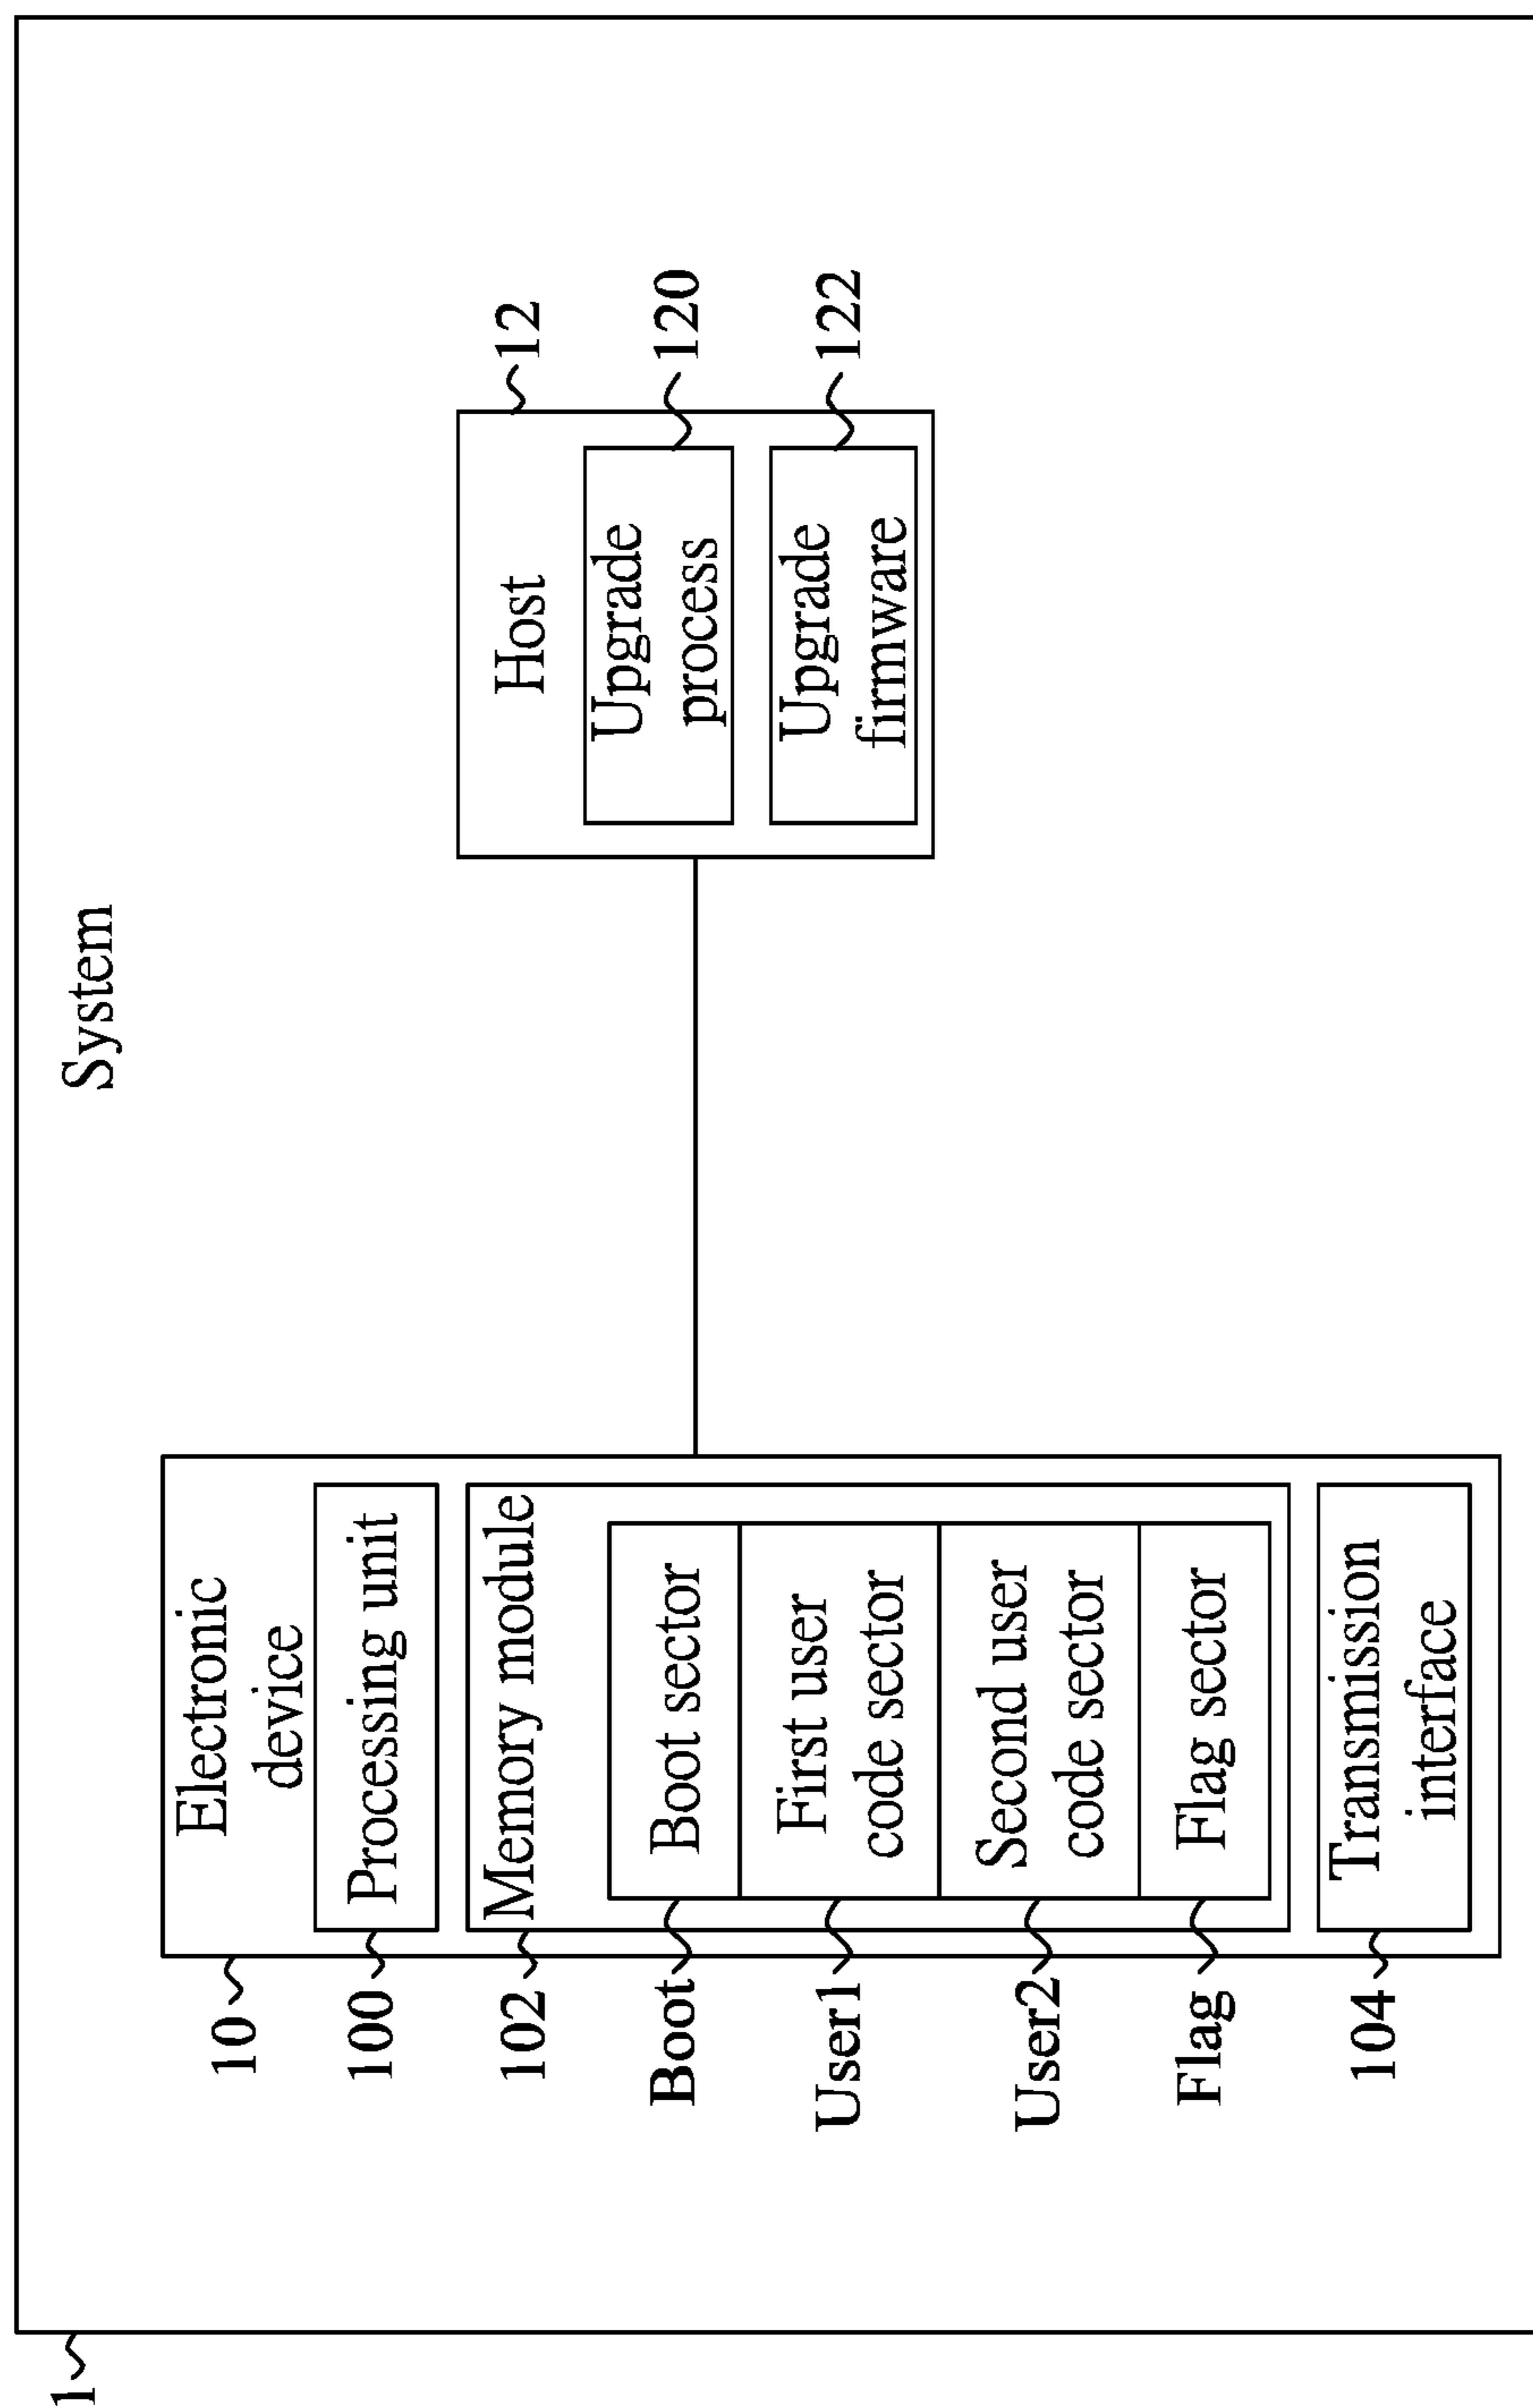 1
System
10
Electronic
device
100
Processing unit
102
Memory module
Boot
Boot sector
User1
First user
code sector
User2
Second user
code sector
Flag
Flag sector
104
Transmission
interface
Host
12
Upgrade
process
120
Upgrade
firmware
122